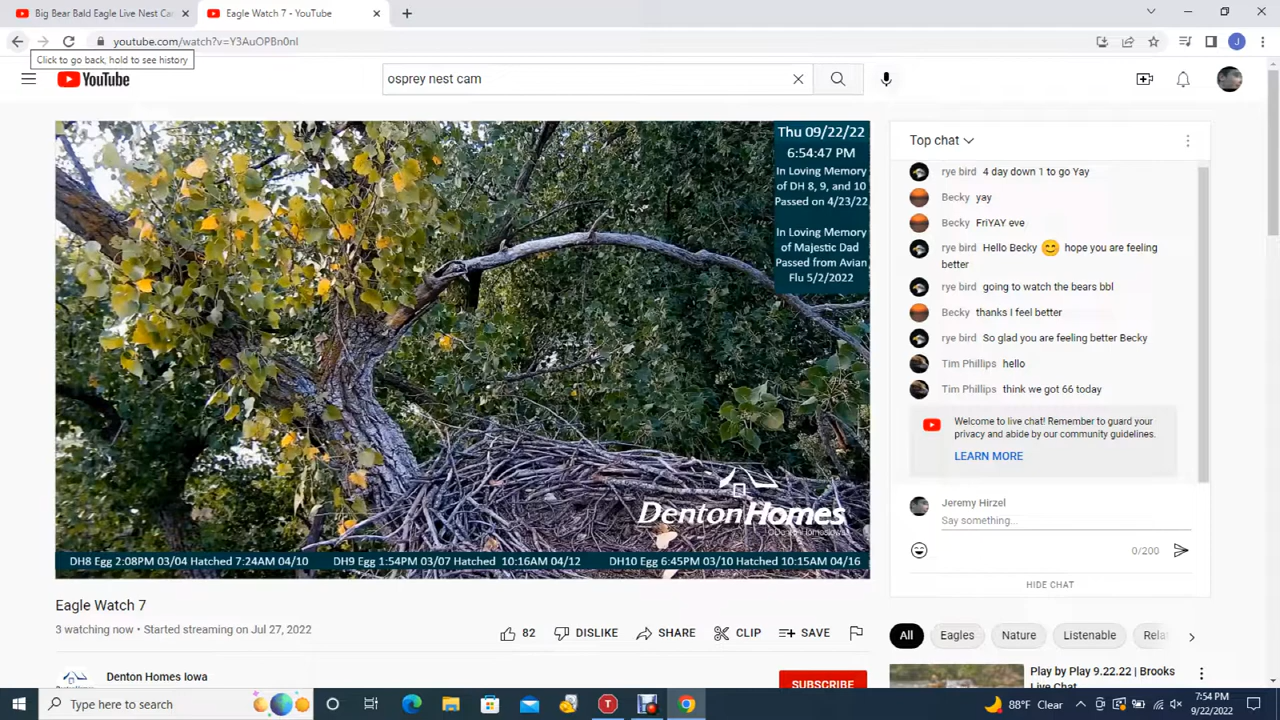 Big Bear Bald Eagle Live Nest Ca
Eagle Watch 7 - YouTube
youtube.com/watch?v=Y3AuOPBn0nI
Click to go back, hold to see history
YouTube
osprey nest cam
Thu 09/22/22
6:54:47 PM
In Loving Memory
of DH 8, 9, and 10
Passed on 4/23/22
In Loving Memory
of Majestic Dad
Passed from Avian
Flu 5/2/2022
DentonHomes
DH8 Egg 2:08PM 03/04 Hatched 7:24AM 04/10 DH9 Egg 1:54PM 03/07 Hatched 10:16AM 04/12 DH10 Egg 6:45PM 03/10 Hatched 10:15AM 04/16
Eagle Watch 7
3 watching now • Started streaming on Jul 27, 2022
82 DISLIKE SHARE CLIP SAVE
Denton Homes Iowa
SUBSCRIBE
Top chat
rye bird 4 day down 1 to go Yay
Becky yay
Becky FriYAY eve
rye bird Hello Becky 😊 hope you are feeling
better
rye bird going to watch the bears bbl
Becky thanks I feel better
rye bird So glad you are feeling better Becky
Tim Phillips hello
Tim Phillips think we got 66 today
Welcome to live chat! Remember to guard your
privacy and abide by our community guidelines.
LEARN MORE
Jeremy Hirzel
Say something...
0/200
HIDE CHAT
All Eagles Nature Listenable Rela
Play by Play 9.22.22 | Brooks
Live Chat
Type here to search
88°F Clear
7:54 PM
9/22/2022